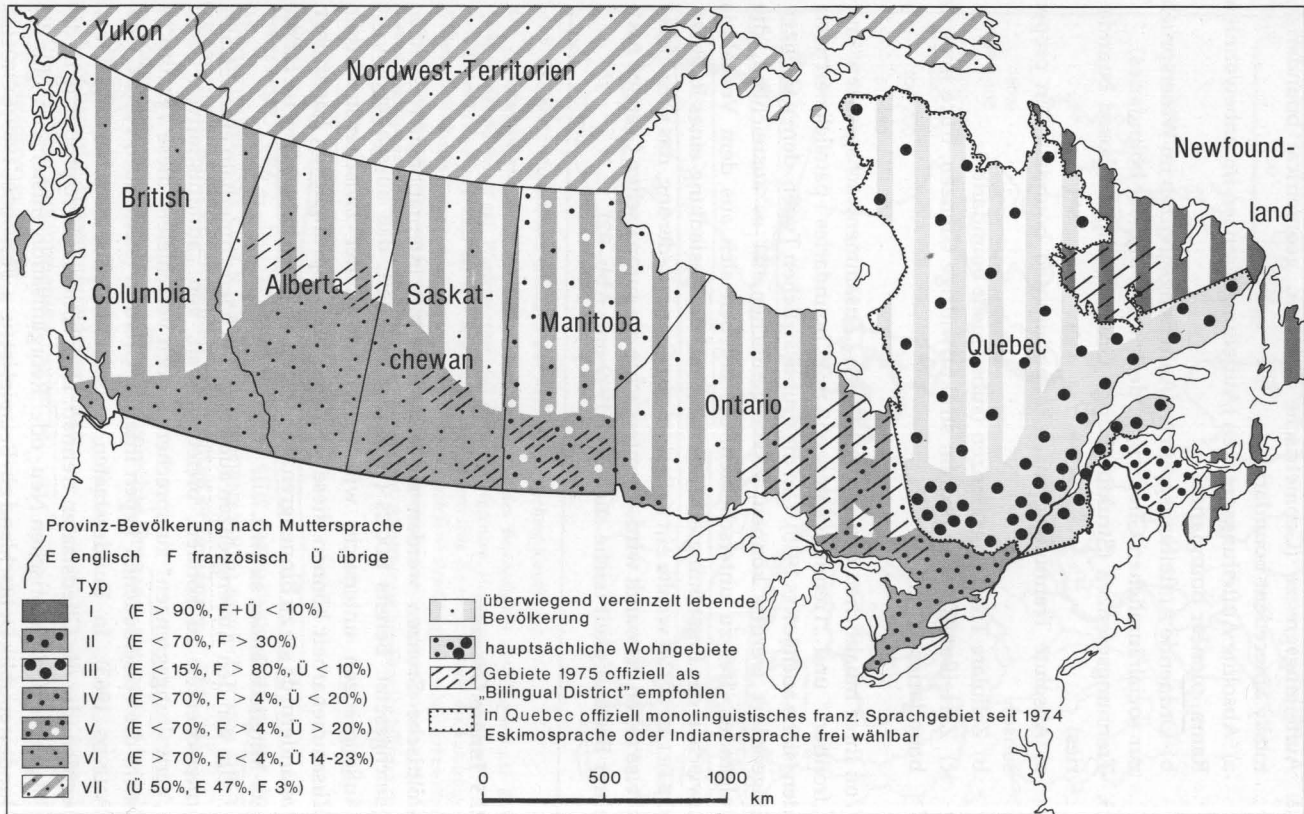 Yukon
Nordwest-Territorien
British
Columbia
Alberta
Saskat-
chewan
Manitoba
Ontario
Quebec
Newfound-
land
Provinz-Bevölkerung nach Muttersprache
E englisch F französisch Ü übrige
Typ
I (E > 90%, F+Ü < 10%)
II (E < 70%, F > 30%)
III (E < 15%, F > 80%, Ü < 10%)
IV (E > 70%, F > 4%, Ü < 20%)
V (E < 70%, F > 4%, Ü > 20%)
VI (E > 70%, F < 4%, Ü 14-23%)
VII (Ü 50%, E 47%, F 3%)
überwiegend vereinzelt lebende
Bevölkerung
hauptsächliche Wohngebiete
Gebiete 1975 offiziell als
„Bilingual District” empfohlen
in Quebec offiziell monolinguistisches franz. Sprachgebiet seit 1974
Eskimosprache oder Indianersprache frei wählbar
0 500 1000
km